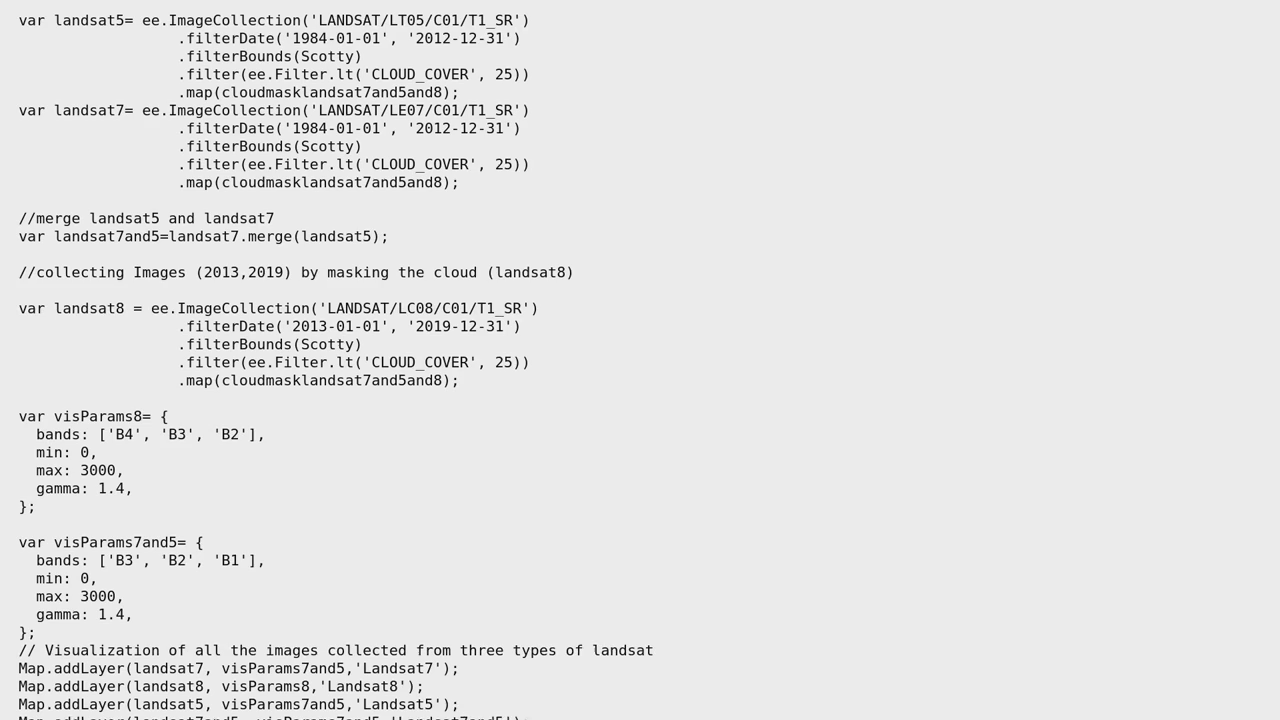 var landsat5= ee.ImageCollection('LANDSAT/LT05/C01/T1_SR')
                  .filterDate('1984-01-01', '2012-12-31')
                  .filterBounds(Scotty)
                  .filter(ee.Filter.lt('CLOUD_COVER', 25))
                  .map(cloudmasklandsat7and5and8);
var landsat7= ee.ImageCollection('LANDSAT/LE07/C01/T1_SR')
                  .filterDate('1984-01-01', '2012-12-31')
                  .filterBounds(Scotty)
                  .filter(ee.Filter.lt('CLOUD_COVER', 25))
                  .map(cloudmasklandsat7and5and8);

//merge landsat5 and landsat7
var landsat7and5=landsat7.merge(landsat5);

//collecting Images (2013,2019) by masking the cloud (landsat8)

var landsat8 = ee.ImageCollection('LANDSAT/LC08/C01/T1_SR')
                  .filterDate('2013-01-01', '2019-12-31')
                  .filterBounds(Scotty)
                  .filter(ee.Filter.lt('CLOUD_COVER', 25))
                  .map(cloudmasklandsat7and5and8);

var visParams8= {
  bands: ['B4', 'B3', 'B2'],
  min: 0,
  max: 3000,
  gamma: 1.4,
};

var visParams7and5= {
  bands: ['B3', 'B2', 'B1'],
  min: 0,
  max: 3000,
  gamma: 1.4,
};
// Visualization of all the images collected from three types of landsat
Map.addLayer(landsat7, visParams7and5,'Landsat7');
Map.addLayer(landsat8, visParams8,'Landsat8');
Map.addLayer(landsat5, visParams7and5,'Landsat5');
Map.addLayer(landsat7and5, visParams7and5,'Landsat7and5');